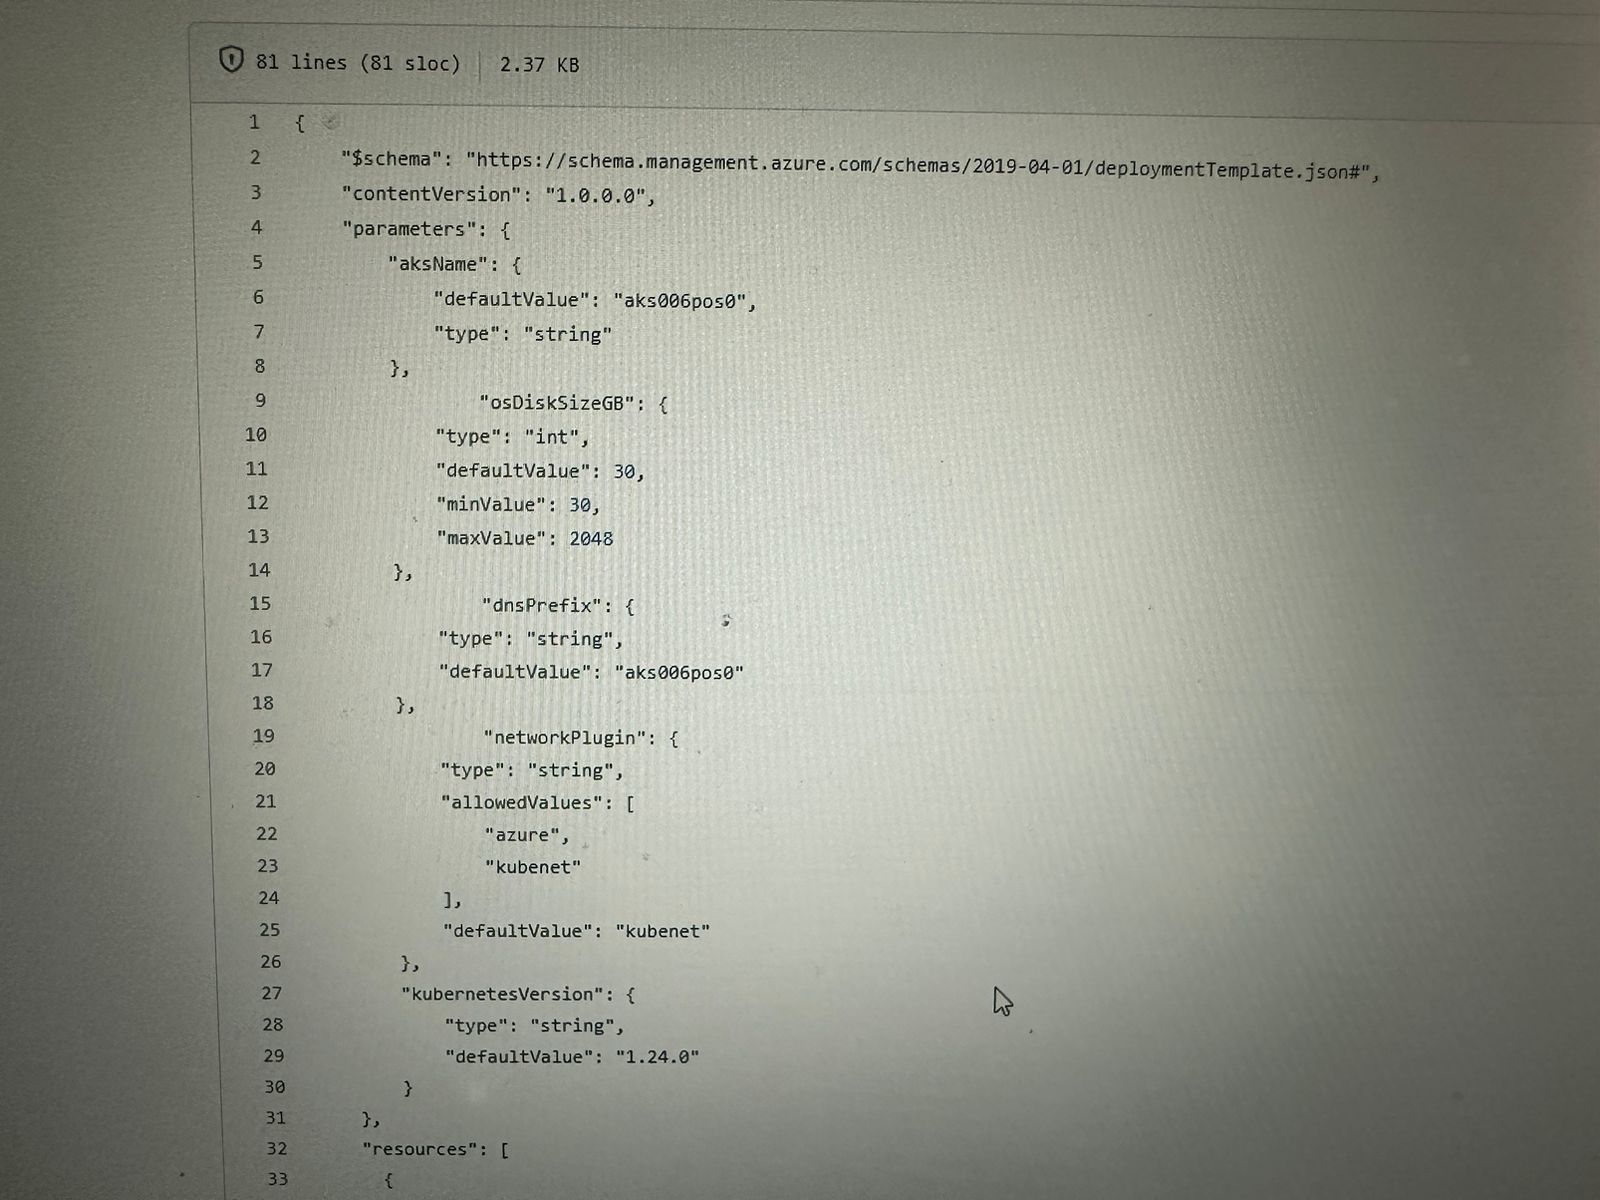 81 lines (81 sloc) 2.37 KB
1 {
2 "$schema": "https://schema.management.azure.com/schemas/2019-04-01/deploymentTemplate.json#",
3 "contentVersion": "1.0.0.0",
4 "parameters": {
5 "aksName": {
6 "defaultValue": "aks006pos0",
7 "type": "string"
8 },
9 "osDiskSizeGB": {
10 "type": "int",
11 "defaultValue": 30,
12 "minValue": 30,
13 "maxValue": 2048
14 },
15 "dnsPrefix": {
16 "type": "string",
17 "defaultValue": "aks006pos0"
18 },
19 "networkPlugin": {
20 "type": "string",
21 "allowedValues": [
22 "azure",
23 "kubenet"
24 ],
25 "defaultValue": "kubenet"
26 },
27 "kubernetesVersion": {
28 "type": "string",
29 "defaultValue": "1.24.0"
30 }
31 },
32 "resources": [
33 {